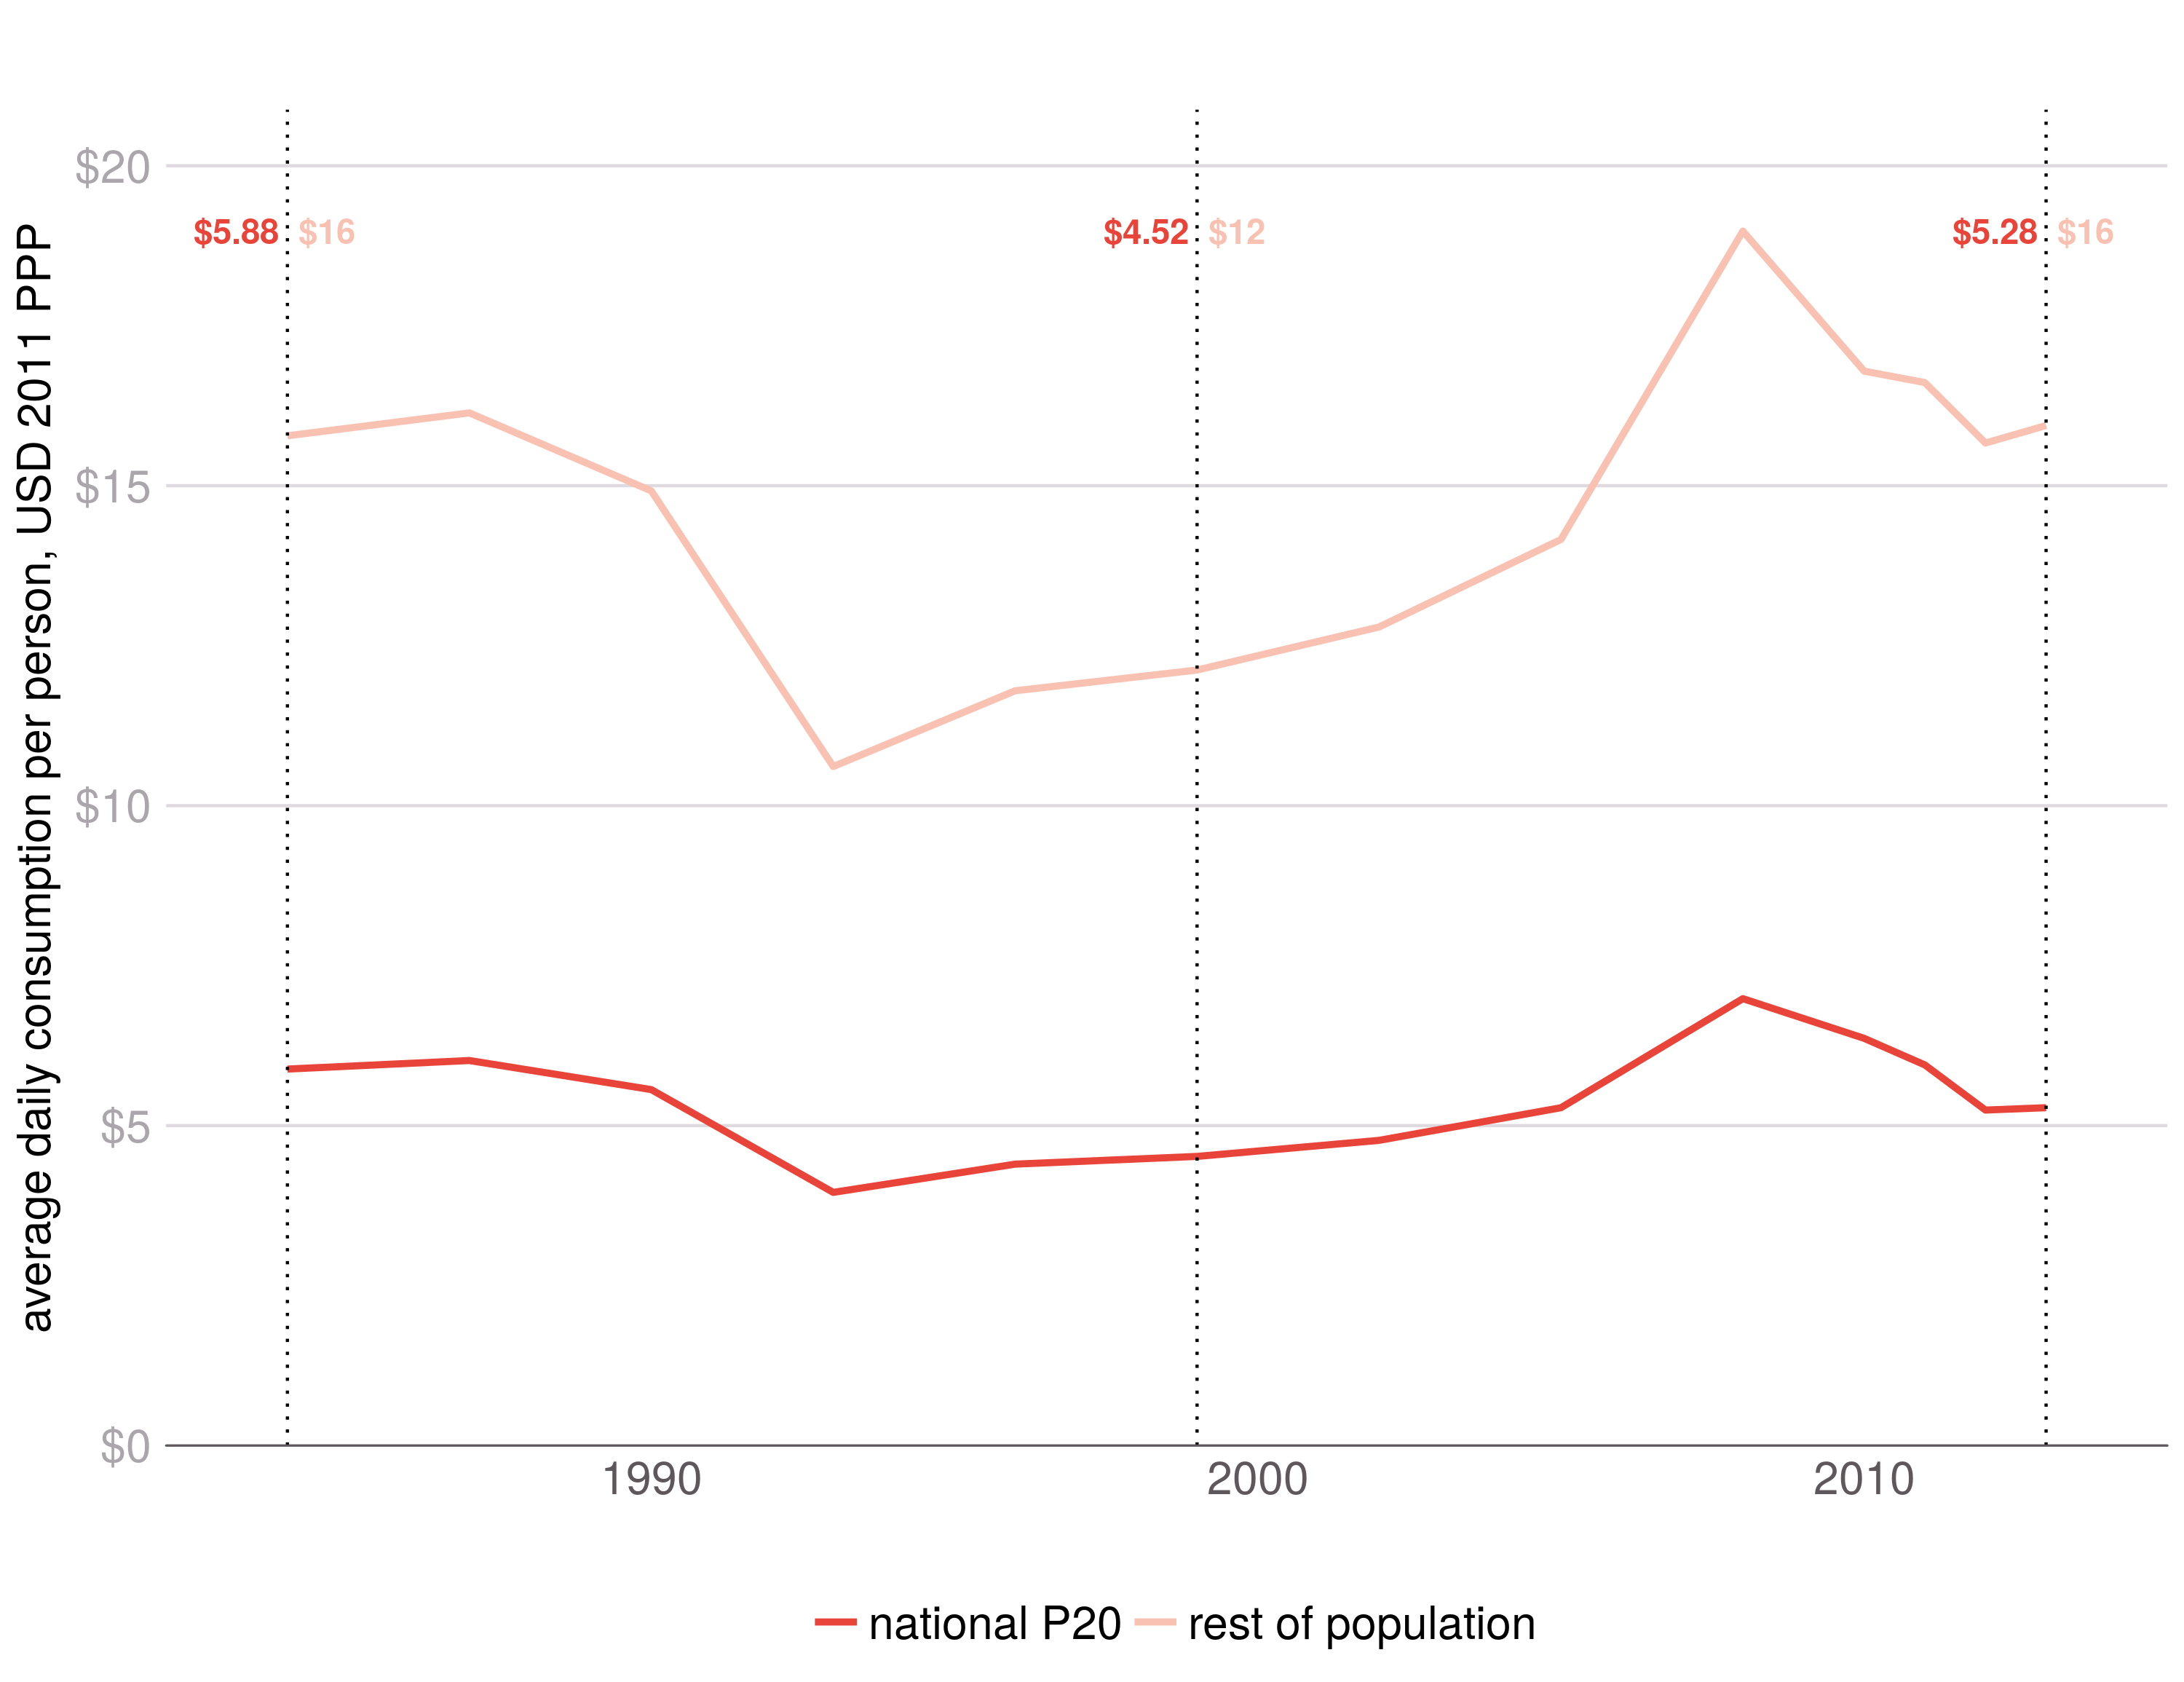 average daily consumption per person, USD 2011 PPP
$20
$5.88 $16 $4.52 $12 $5.28 $16
$15
$10
$5
$0
1990 2000 2010
national P20 rest of population